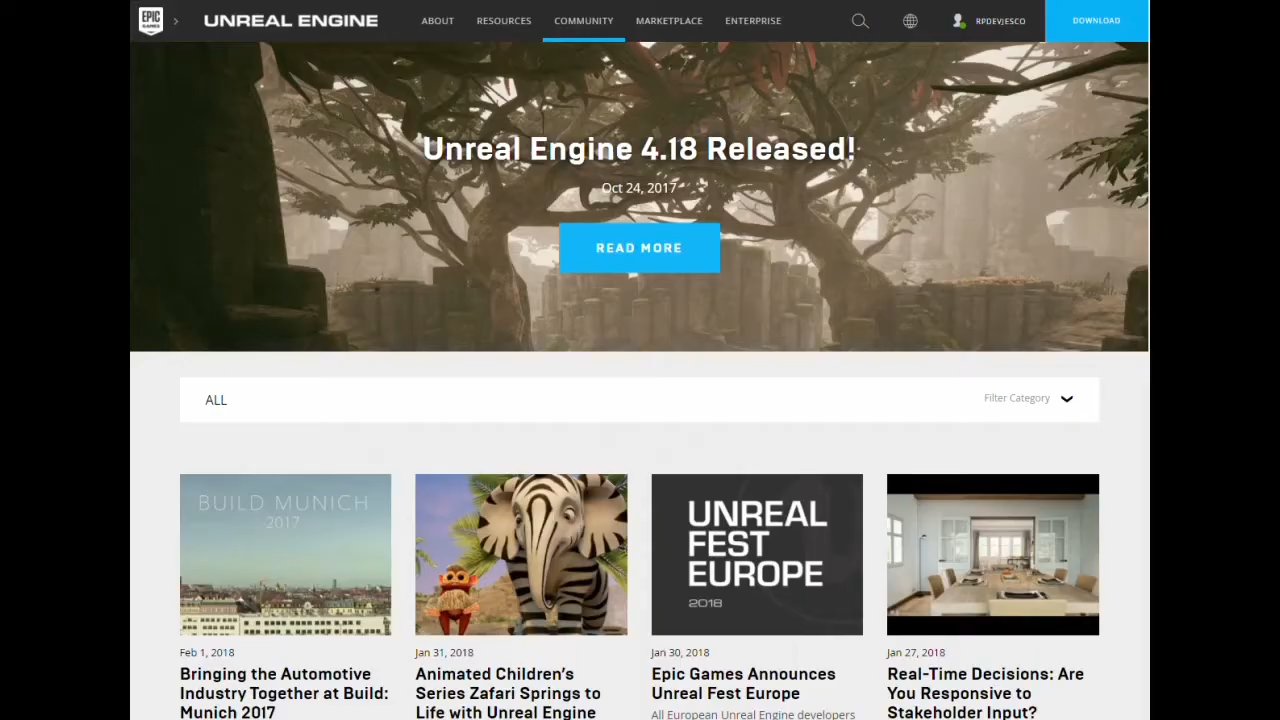 EPIC
GAMES
UNREAL ENGINE
ABOUT
RESOURCES
COMMUNITY
MARKETPLACE
ENTERPRISE
RPDEVJESCO
DOWNLOAD
Unreal Engine 4.18 Released!
Oct 24, 2017
READ MORE
ALL
Filter Category
BUILD MUNICH
2017
Feb 1, 2018
Bringing the Automotive
Industry Together at Build:
Munich 2017
Jan 31, 2018
Animated Children's
Series Zafari Springs to
Life with Unreal Engine
UNREAL
FEST
EUROPE
2018
Jan 30, 2018
Epic Games Announces
Unreal Fest Europe
All European Unreal Engine developers
Jan 27, 2018
Real-Time Decisions: Are
You Responsive to
Stakeholder Input?